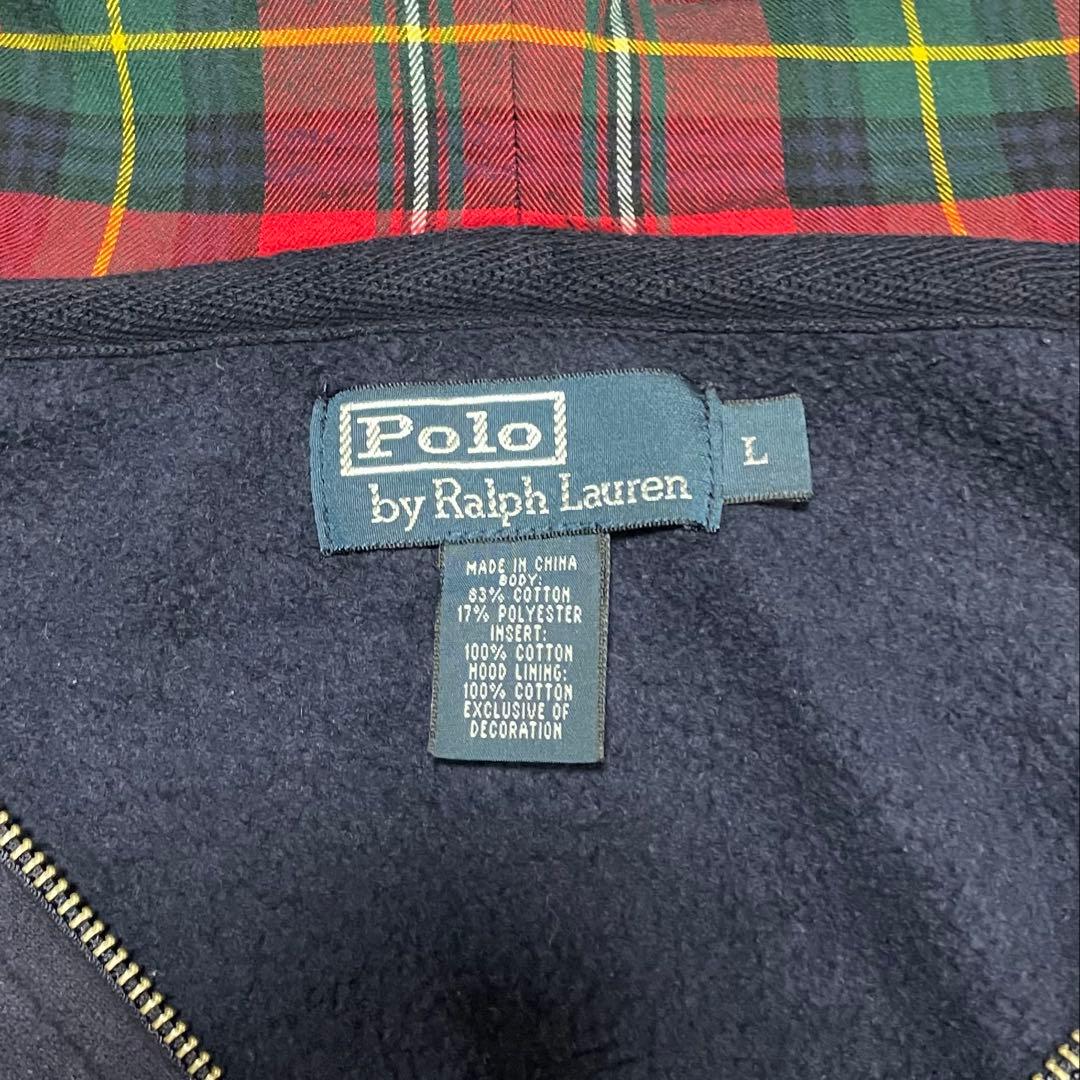 Polo
by Ralph Lauren
L
MADE IN CHINA
BODY:
83% COTTON
17% POLYESTER
INSERT:
100% COTTON
HOOD LINING:
100% COTTON
EXCLUSIVE OF
DECORATION